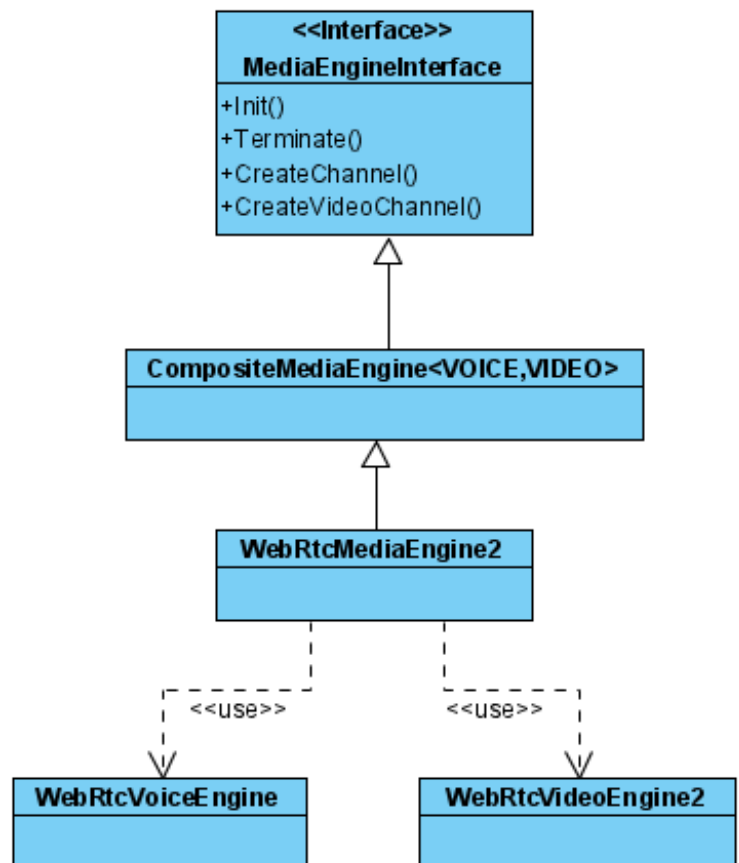 <<Interface>>
MediaEngineInterface
+Init()
+Terminate()
+CreateChannel()
+CreateVideoChannel()
CompositeMediaEngine<VOICE,VIDEO>
WebRtcMediaEngine2
<<use>>
<<use>>
WebRtcVoiceEngine
WebRtcVideoEngine2